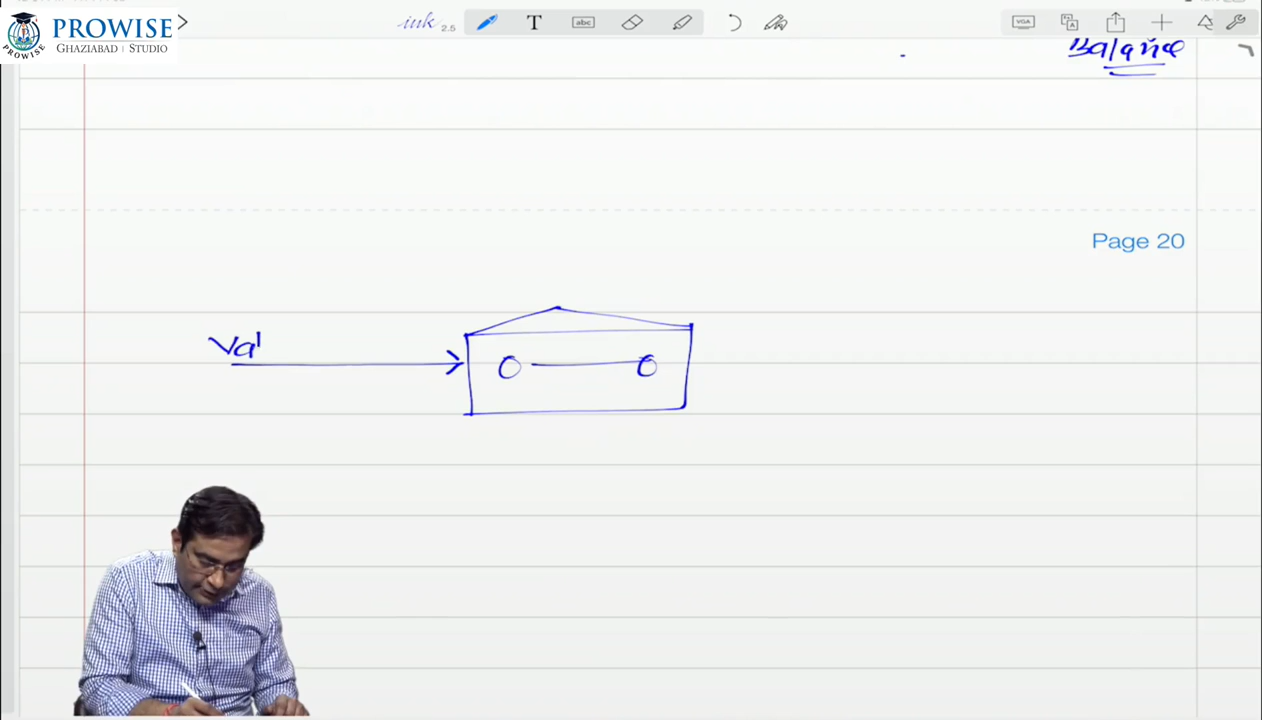 PROWISE
GHAZIABAD | STUDIO
PROWISE
ink 2.5
T
abc
VGA
Balance
Page 20
Val
O O